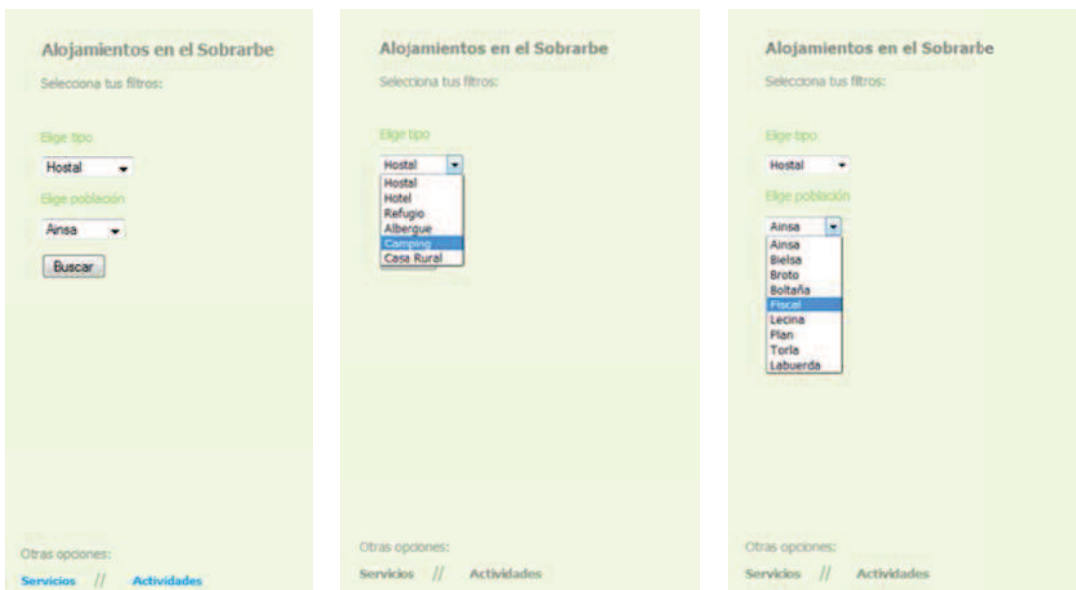 Alojamientos en el Sobrarbe
Selecciona tus filtros:
Elige tipo
Hostal
Elige población
Ainsa
Buscar
Otras opciones:
Servicios // Actividades
Alojamientos en el Sobrarbe
Selecciona tus filtros:
Elige tipo
Hostal
Hostal
Hotel
Refugio
Albergue
Camping
Casa Rural
Otras opciones:
Servicios // Actividades
Alojamientos en el Sobrarbe
Selecciona tus filtros:
Elige tipo
Hostal
Elige población
Ainsa
Ainsa
Bielsa
Broto
Boltaña
Fiscal
Lecina
Plan
Torla
Labuerda
Otras opciones:
Servicios // Actividades